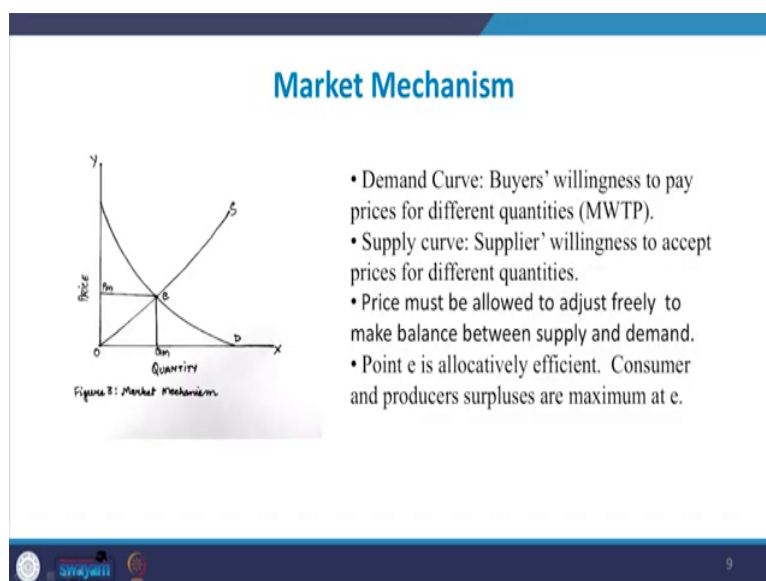 Market Mechanism
Y
S
PRICE
Pm
e
O
Qm
D
X
QUANTITY
Figure 3: Market Mechanism
• Demand Curve: Buyers’ willingness to pay
prices for different quantities (MWTP).
• Supply curve: Supplier’ willingness to accept
prices for different quantities.
• Price must be allowed to adjust freely to
make balance between supply and demand.
• Point e is allocatively efficient. Consumer
and producers surpluses are maximum at e.
swayam
9